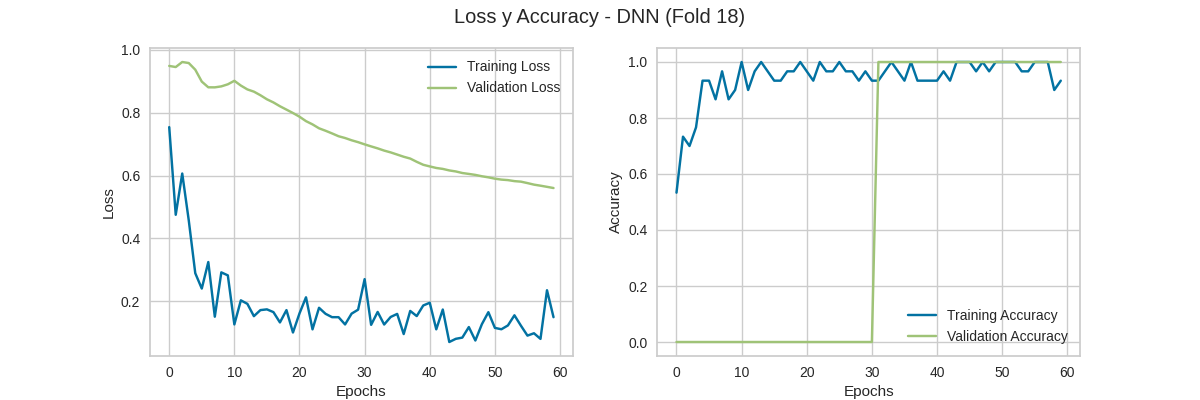 Loss y Accuracy - DNN (Fold 18)
1.0
0.8
0.6
0.4
0.2
Loss
0 10 20 30 40 50 60
Epochs
Training Loss
Validation Loss
1.0
0.8
0.6
0.4
0.2
0.0
Accuracy
0 10 20 30 40 50 60
Epochs
Training Accuracy
Validation Accuracy